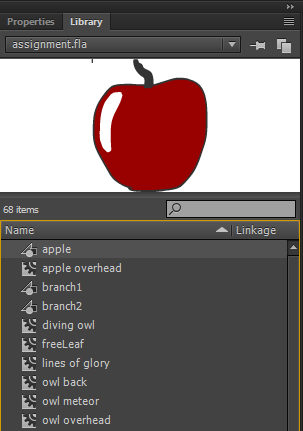 Properties Library
assignment.fla
68 items
Name Linkage
apple
apple overhead
branch1
branch2
diving owl
freeLeaf
lines of glory
owl back
owl meteor
owl overhead